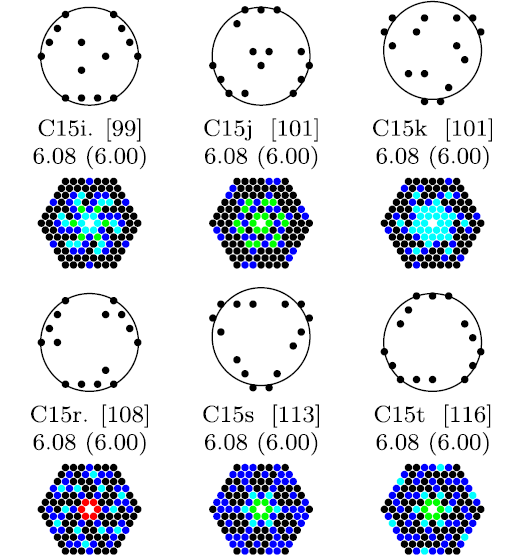 C15i. [99] C15j [101] C15k [101]
6.08 (6.00) 6.08 (6.00) 6.08 (6.00)
C15r. [108] C15s [113] C15t [116]
6.08 (6.00) 6.08 (6.00) 6.08 (6.00)